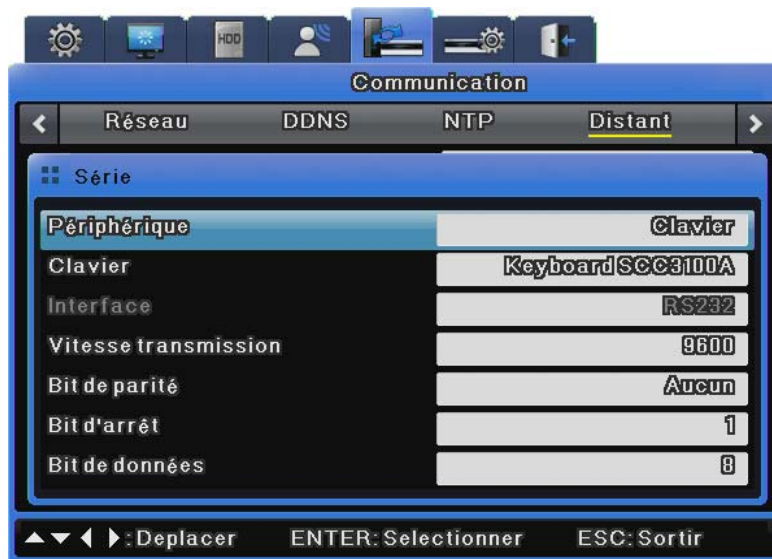 HDD
Communication
Réseau DDNS NTP Distant
Série
Périphérique Clavier
Clavier Keyboard SCC3100A
Interface RS232
Vitesse transmission 9600
Bit de parité Aucun
Bit d'arrêt 1
Bit de données 8
:Deplacer ENTER:Selectionner ESC:Sortir